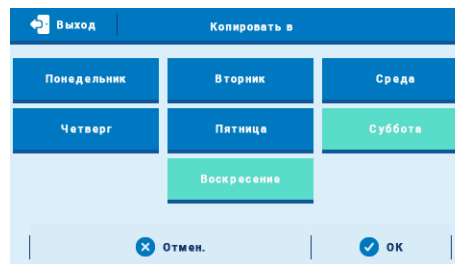 Выход Копировать в
Понедельник Вторник Среда
Четверг Пятница Суббота
Воскресение
Отмен. ОК